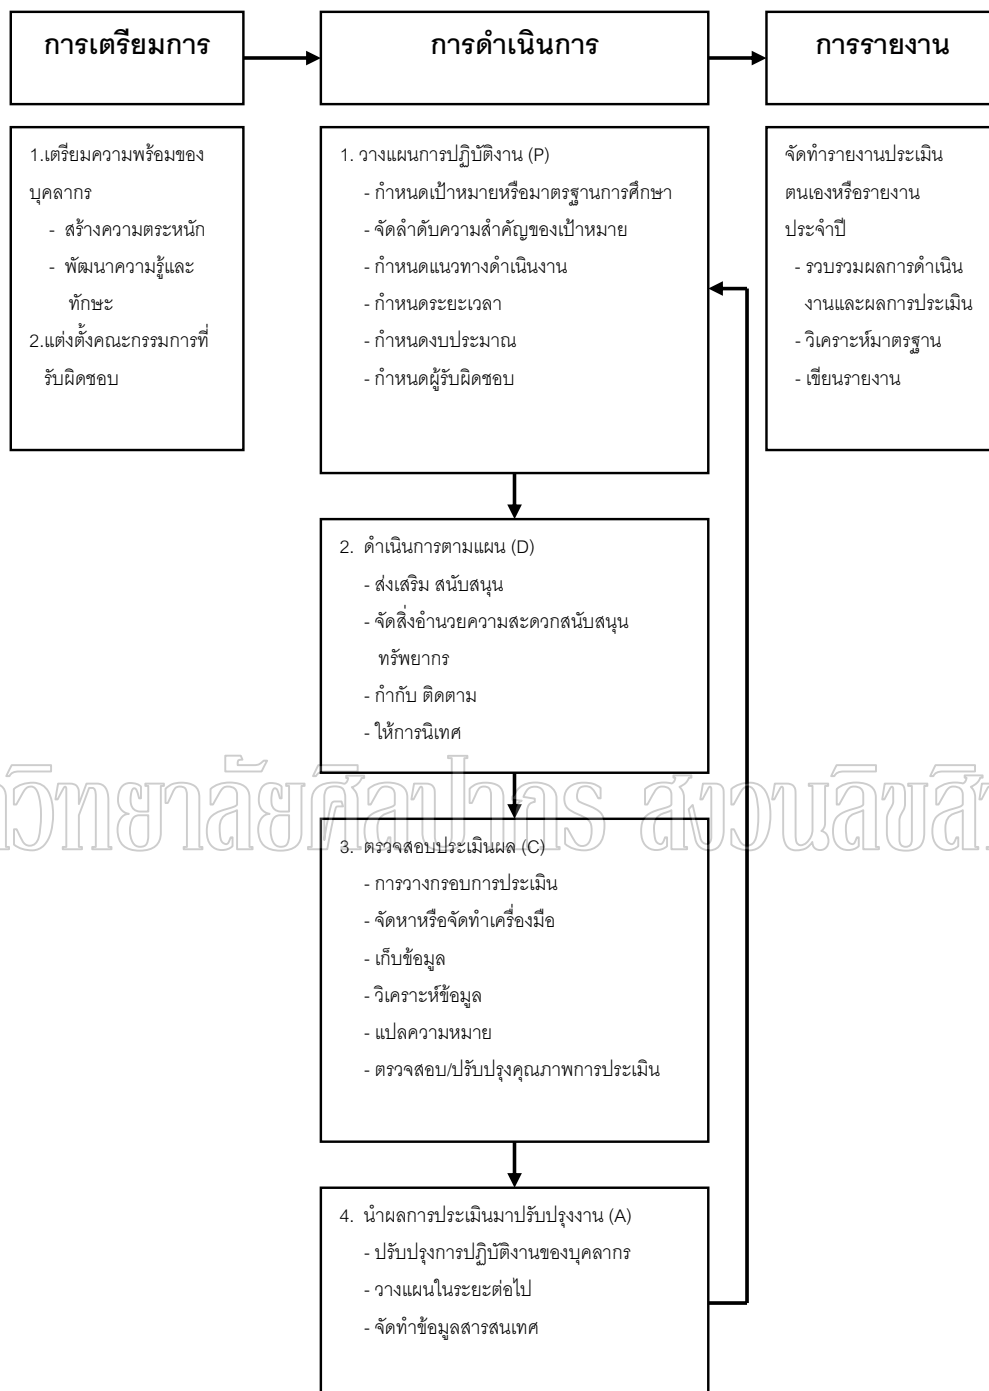 การเตรียมการ
การดำเนินการ
การรายงาน
1.เตรียมความพร้อมของ
บุคลากร
- สร้างความตระหนัก
- พัฒนาความรู้และ
ทักษะ
2.แต่งตั้งคณะกรรมการที่
รับผิดชอบ
1. วางแผนการปฏิบัติงาน (P)
- กำหนดเป้าหมายหรือมาตรฐานการศึกษา
- จัดลำดับความสำคัญของเป้าหมาย
- กำหนดแนวทางดำเนินงาน
- กำหนดระยะเวลา
- กำหนดงบประมาณ
- กำหนดผู้รับผิดชอบ
จัดทำรายงานประเมิน
ตนเองหรือรายงาน
ประจำปี
- รวบรวมผลการดำเนิน
งานและผลการประเมิน
- วิเคราะห์มาตรฐาน
- เขียนรายงาน
2. ดำเนินการตามแผน (D)
- ส่งเสริม สนับสนุน
- จัดสิ่งอำนวยความสะดวกสนับสนุน
ทรัพยากร
- กำกับ ติดตาม
- ให้การนิเทศ
วิทยาลัยศิลปากร สงวนลิขสิ
3. ตรวจสอบประเมินผล (C)
- การวางกรอบการประเมิน
- จัดหาหรือจัดทำเครื่องมือ
- เก็บข้อมูล
- วิเคราะห์ข้อมูล
- แปลความหมาย
- ตรวจสอบ/ปรับปรุงคุณภาพการประเมิน
4. นำผลการประเมินมาปรับปรุงงาน (A)
- ปรับปรุงการปฏิบัติงานของบุคลากร
- วางแผนในระยะต่อไป
- จัดทำข้อมูลสารสนเทศ